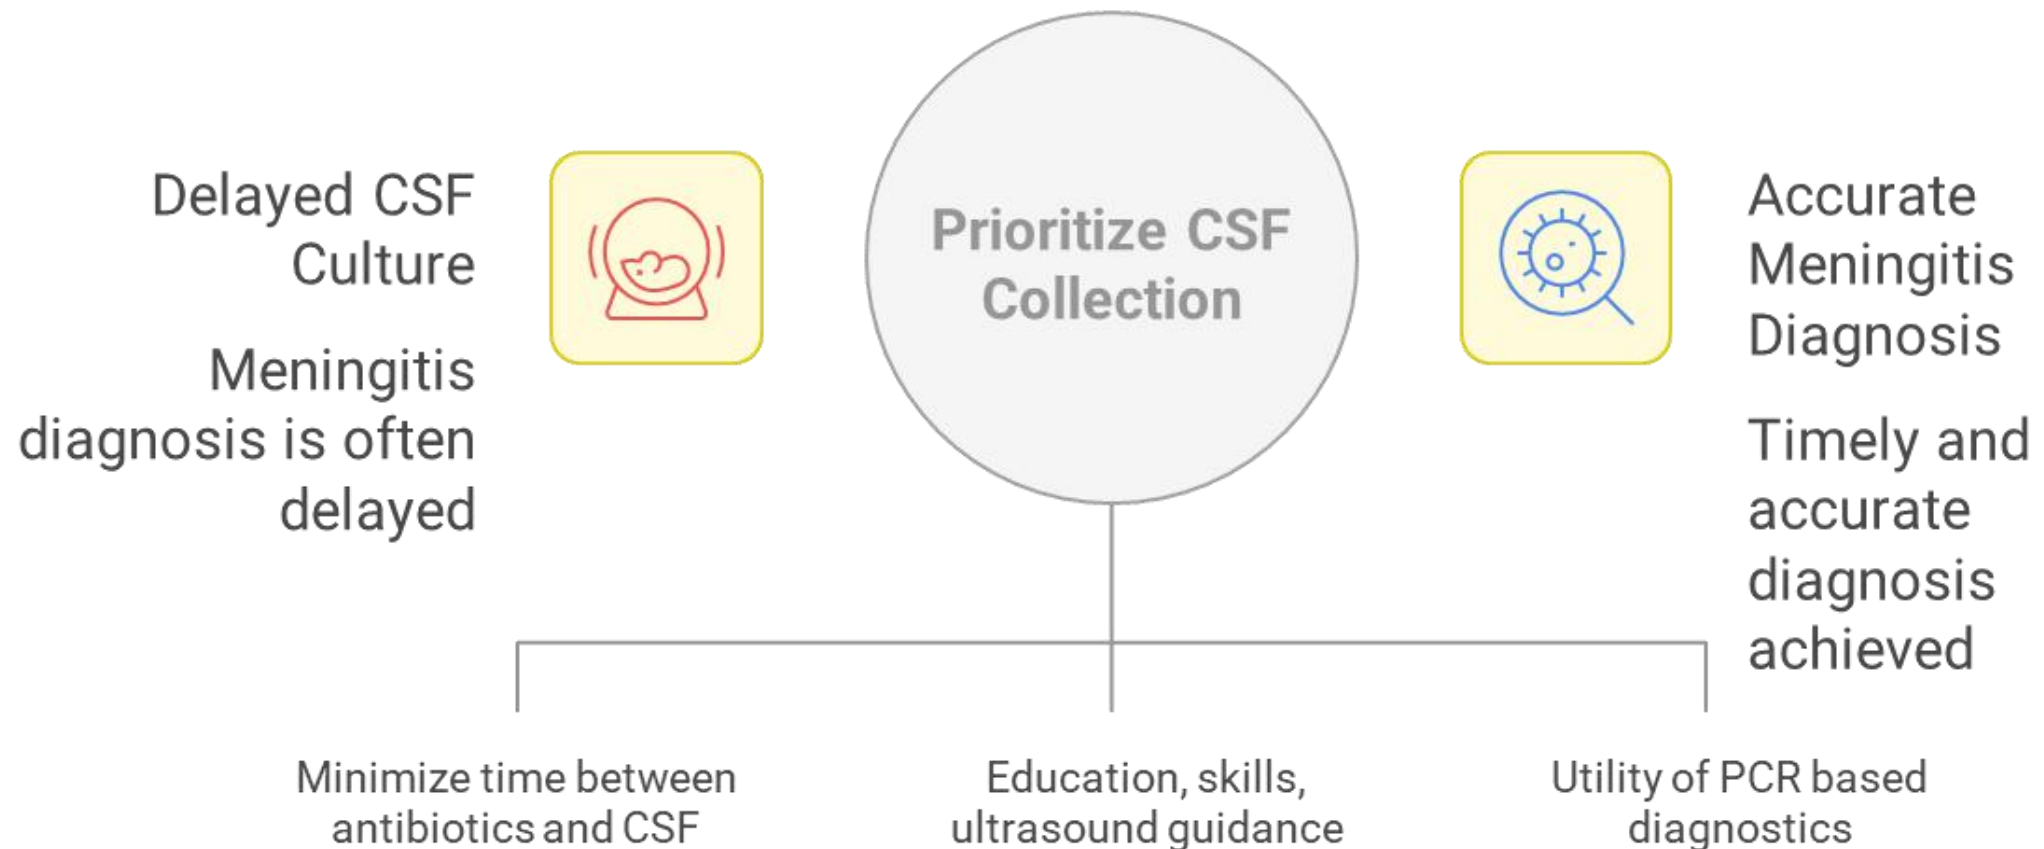 Delayed CSF
Culture
Meningitis
diagnosis is often
delayed
Prioritize CSF
Collection
Accurate
Meningitis
Diagnosis
Timely and
accurate
diagnosis
achieved
Minimize time between
antibiotics and CSF
Education, skills,
ultrasound guidance
Utility of PCR based
diagnostics